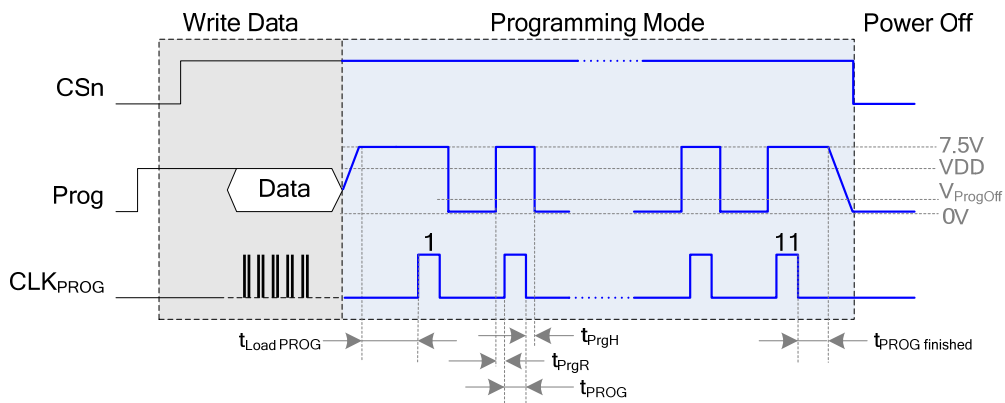 Write Data Programming Mode Power Off
CSn
7.5V
VDD
Prog Data
VProgOff
0V
1 11
CLKPROG
tLoad PROG tPrgH tPROG finished
tPrgR
tPROG